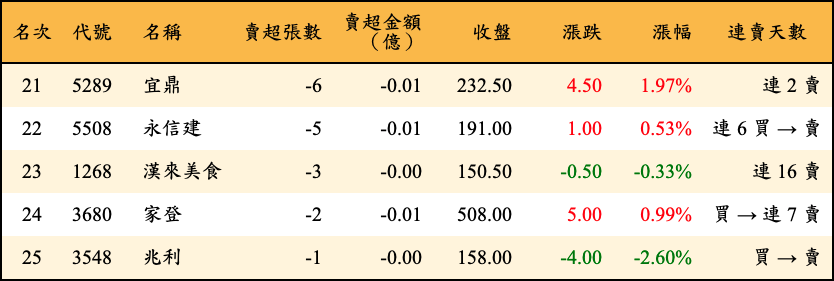 名次 代號 名稱 賣超張數 賣超金額（億） 收盤 漲跌 漲幅 連賣天數
21 5289 宜鼎 -6 -0.01 232.50 4.50 1.97% 連 2 賣
22 5508 永信建 -5 -0.01 191.00 1.00 0.53% 連 6 買 → 賣
23 1268 漢來美食 -3 -0.00 150.50 -0.50 -0.33% 連 16 賣
24 3680 家登 -2 -0.01 508.00 5.00 0.99% 買 → 連 7 賣
25 3548 兆利 -1 -0.00 158.00 -4.00 -2.60% 買 → 賣